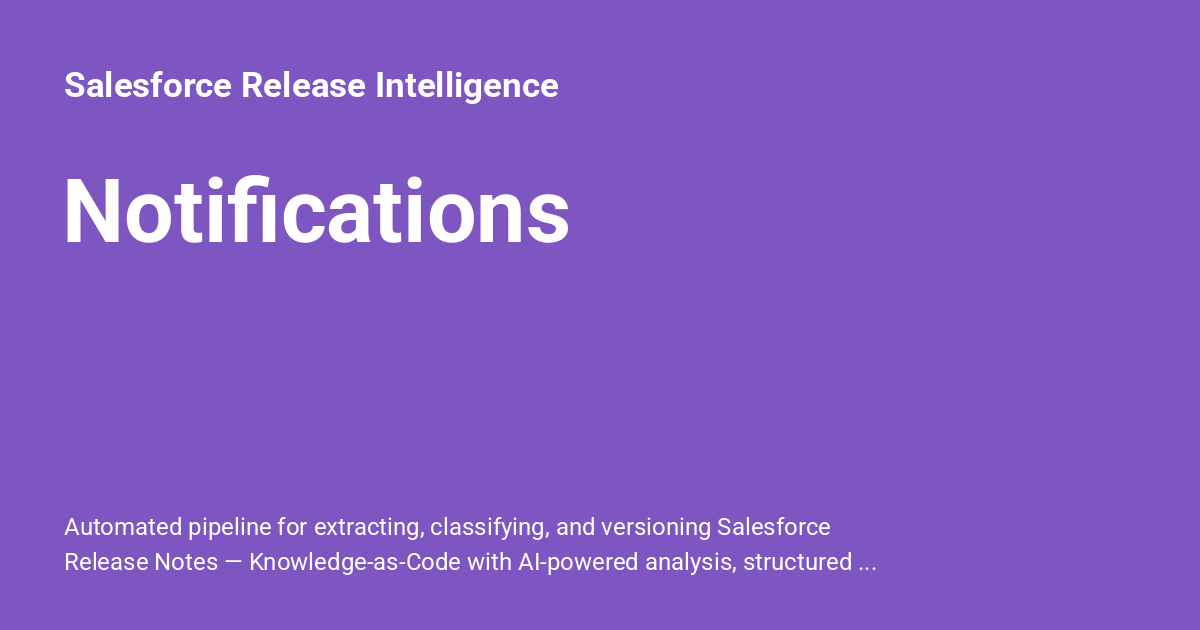 Salesforce Release Intelligence
Notifications
Automated pipeline for extracting, classifying, and versioning Salesforce
Release Notes — Knowledge-as-Code with AI-powered analysis, structured ...